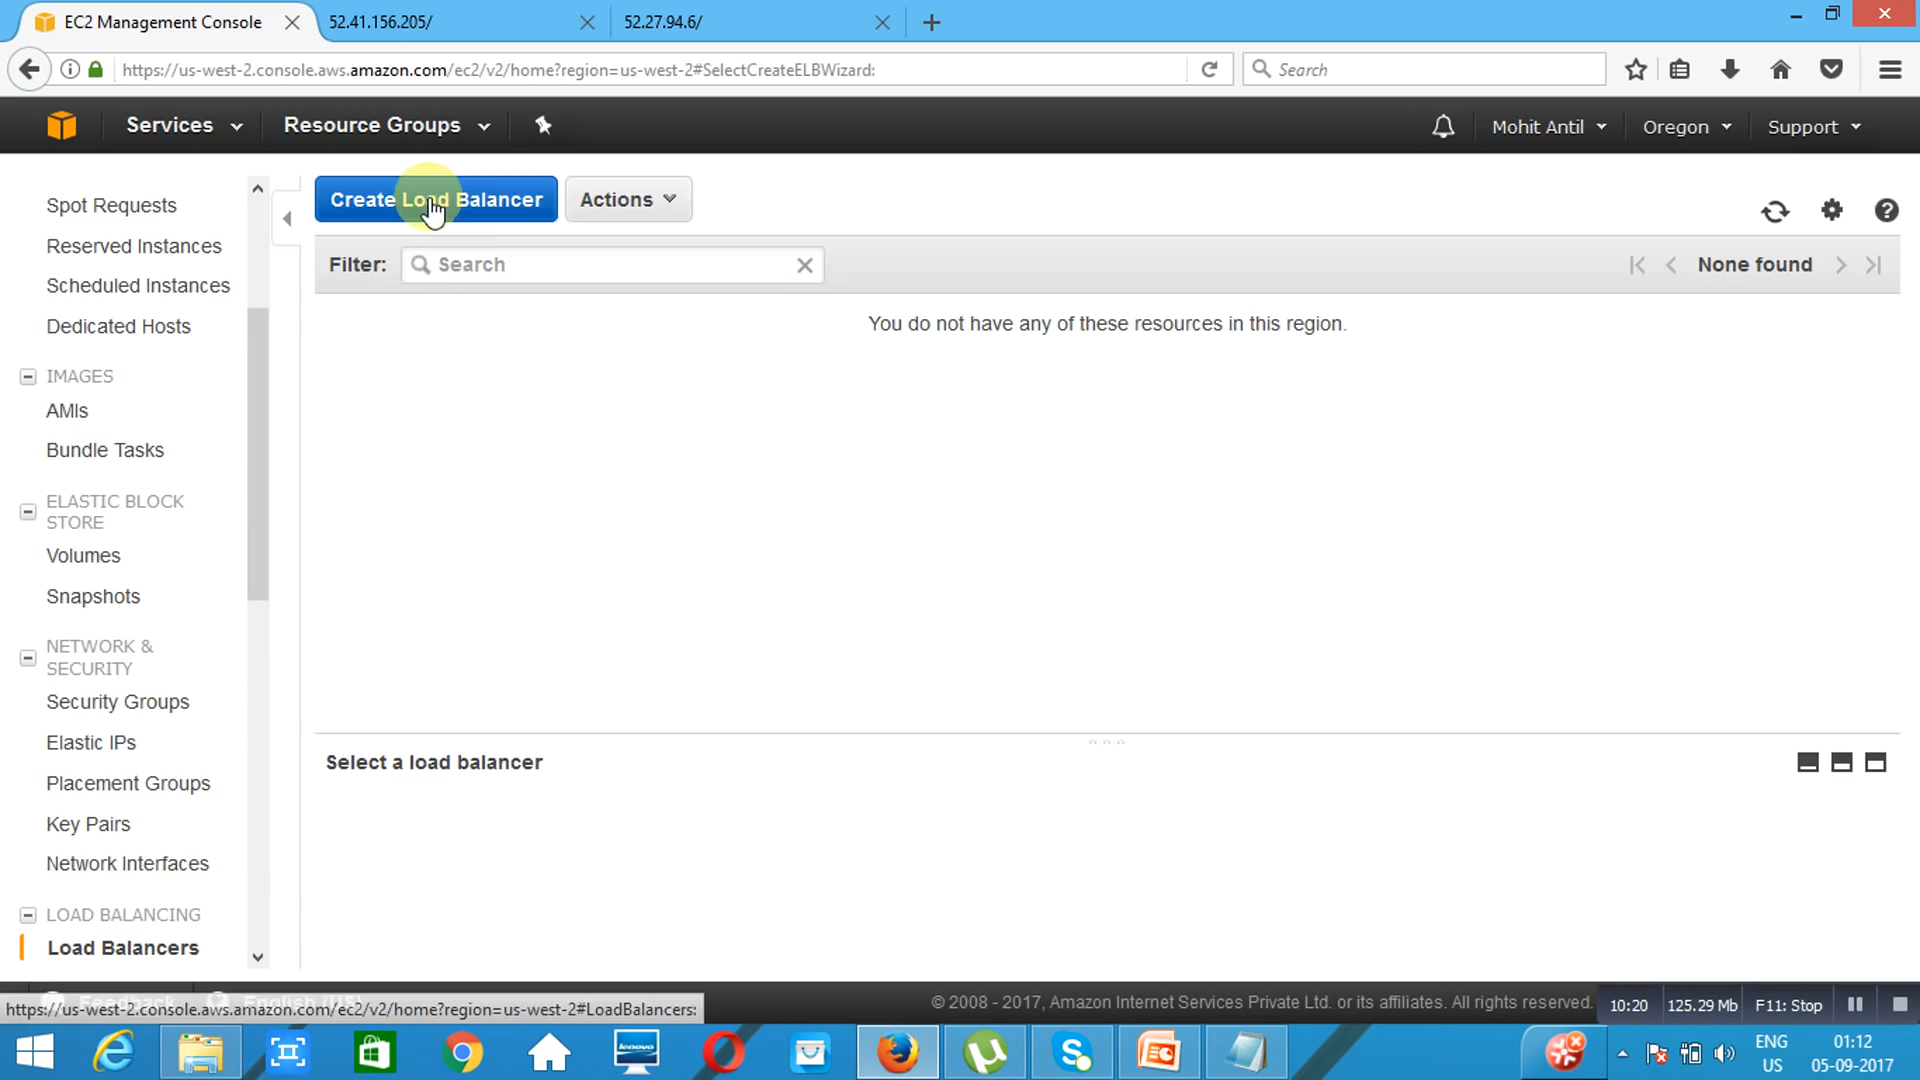 EC2 Management Console
52.41.156.205/
52.27.94.6/
https://us-west-2.console.aws.amazon.com/ec2/v2/home?region=us-west-2#SelectCreateELBWizard:
Search
Services
Resource Groups
Mohit Antil
Oregon
Support
Spot Requests
Reserved Instances
Scheduled Instances
Dedicated Hosts
IMAGES
AMIs
Bundle Tasks
ELASTIC BLOCK
STORE
Volumes
Snapshots
NETWORK &
SECURITY
Security Groups
Elastic IPs
Placement Groups
Key Pairs
Network Interfaces
LOAD BALANCING
Load Balancers
Create Load Balancer
Actions
Filter:
Search
None found
You do not have any of these resources in this region.
Select a load balancer
Feedback
English (US)
https://us-west-2.console.aws.amazon.com/ec2/v2/home?region=us-west-2#LoadBalancers:
© 2008 - 2017, Amazon Internet Services Private Ltd. or its affiliates. All rights reserved.
10:20
125.29 Mb
F11: Stop
lenovo
ENG
US
01:12
05-09-2017